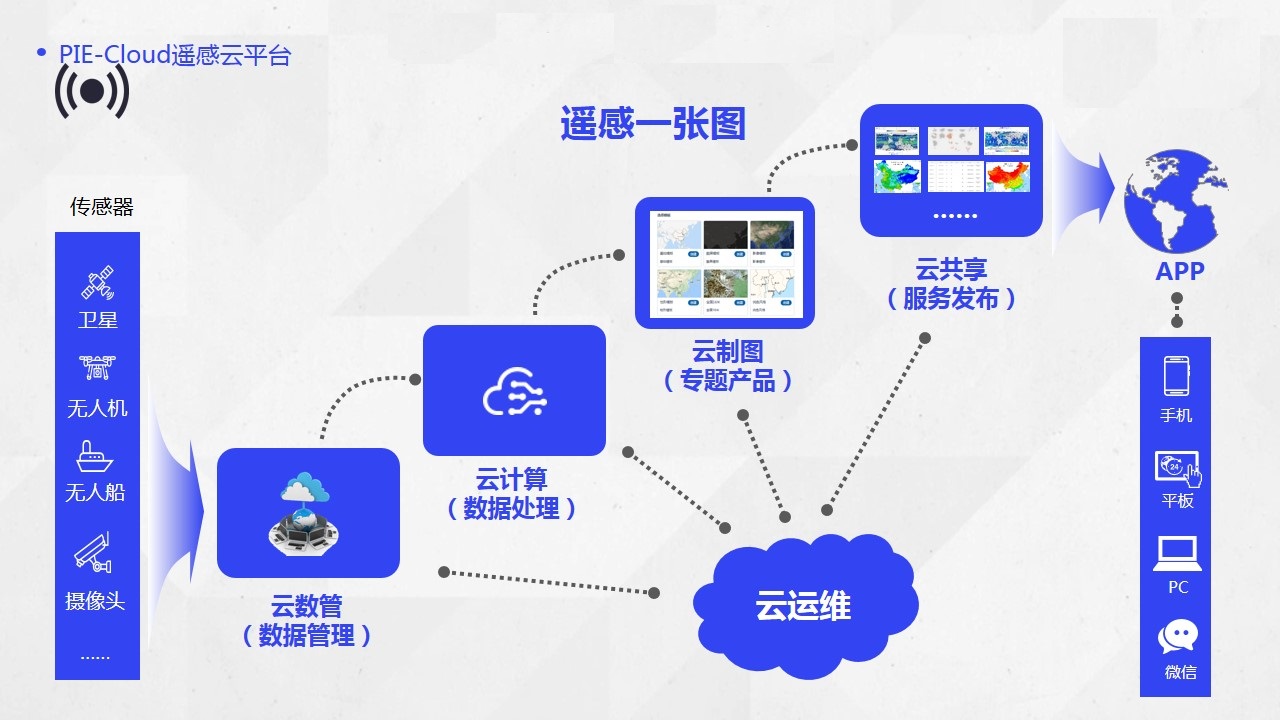 PIE-Cloud遥感云平台
遥感一张图
传感器
卫星
无人机
无人船
摄像头
......
云数管
（数据管理）
云计算
（数据处理）
云制图
（专题产品）
......
云共享
（服务发布）
云运维
APP
手机
24
平板
PC
微信